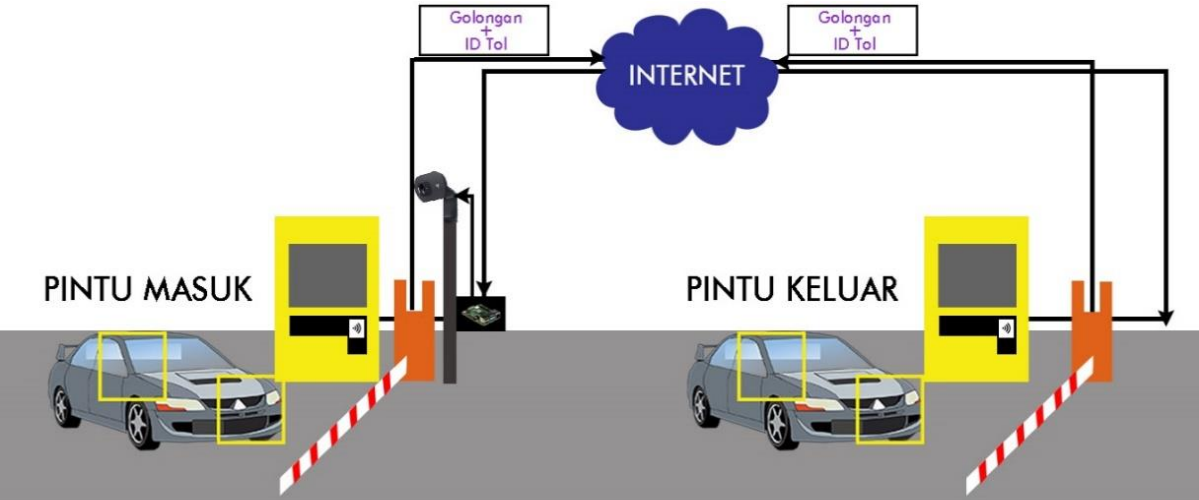 Golongan
+
ID Tol
INTERNET
Golongan
+
ID Tol
PINTU MASUK
PINTU KELUAR